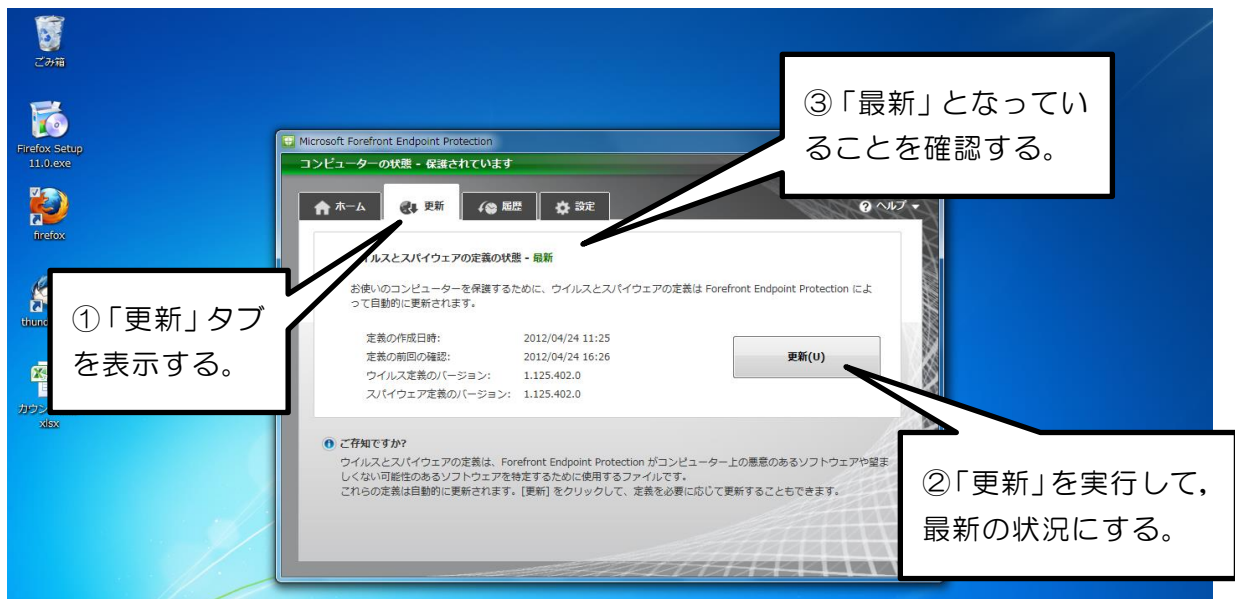 ごみ箱
Firefox Setup
11.0.exe
firefox
③「最新」となってい
ることを確認する。
Microsoft Forefront Endpoint Protection
コンピューターの状態 - 保護されています
ホーム
更新
履歴
設定
ヘルプ
イルスとスパイウェアの定義の状態 - 最新
お使いのコンピューターを保護するために、ウイルスとスパイウェアの定義は Forefront Endpoint Protection によ
って自動的に更新されます。
①「更新」タブ
を表示する。
定義の作成日時: 2012/04/24 11:25
定義の前回の確認: 2012/04/24 16:26
ウイルス定義のバージョン: 1.125.402.0
スパイウェア定義のバージョン: 1.125.402.0
更新(U)
xlsx
ご存知ですか?
ウイルスとスパイウェアの定義は、Forefront Endpoint Protection がコンピューター上の悪意のあるソフトウェアや望ま
しくない可能性のあるソフトウェアを特定するために使用するファイルです。
これらの定義は自動的に更新されます。[更新] をクリックして、定義を必要に応じて更新することもできます。
②「更新」を実行して,
最新の状況にする。